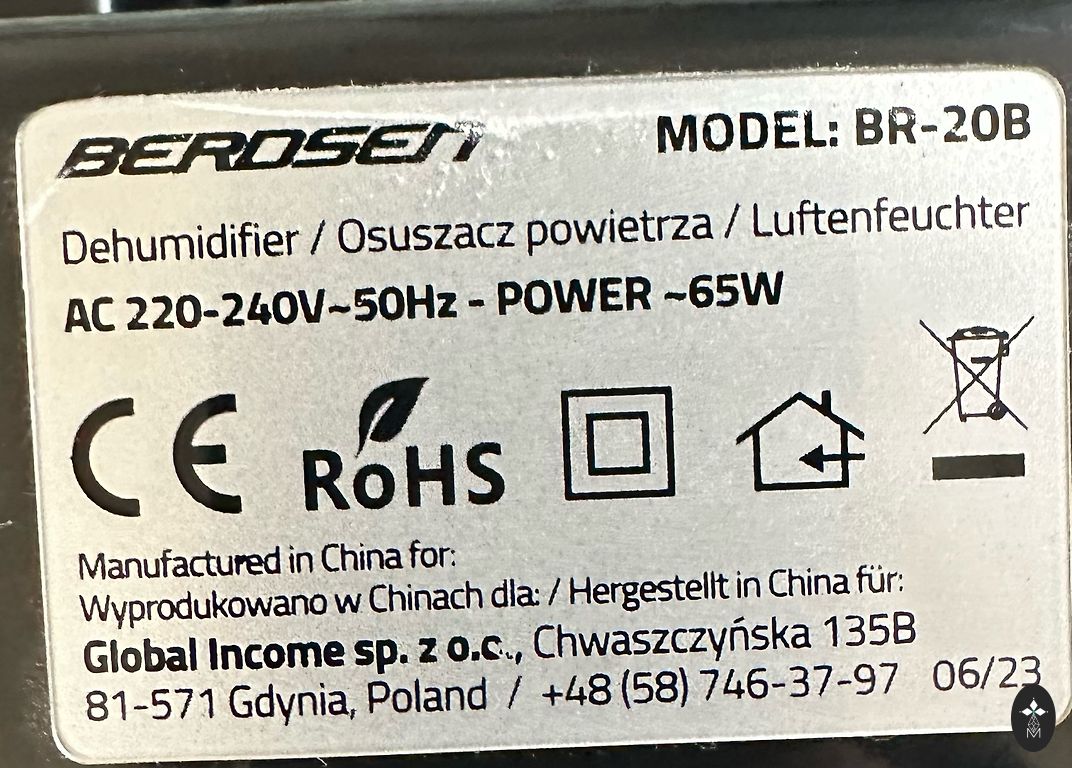 BERDSEN
MODEL: BR-20B
Dehumidifier / Osuszacz powietrza / Luftenfeuchter
AC 220-240V~50Hz - POWER ~65W
CE RoHS
Manufactured in China for:
Wyprodukowano w Chinach dla: / Hergestellt in China für:
Global Income sp. z o.c., Chwaszczyńska 135B
81-571 Gdynia, Poland / +48 (58) 746-37-97 06/23
M